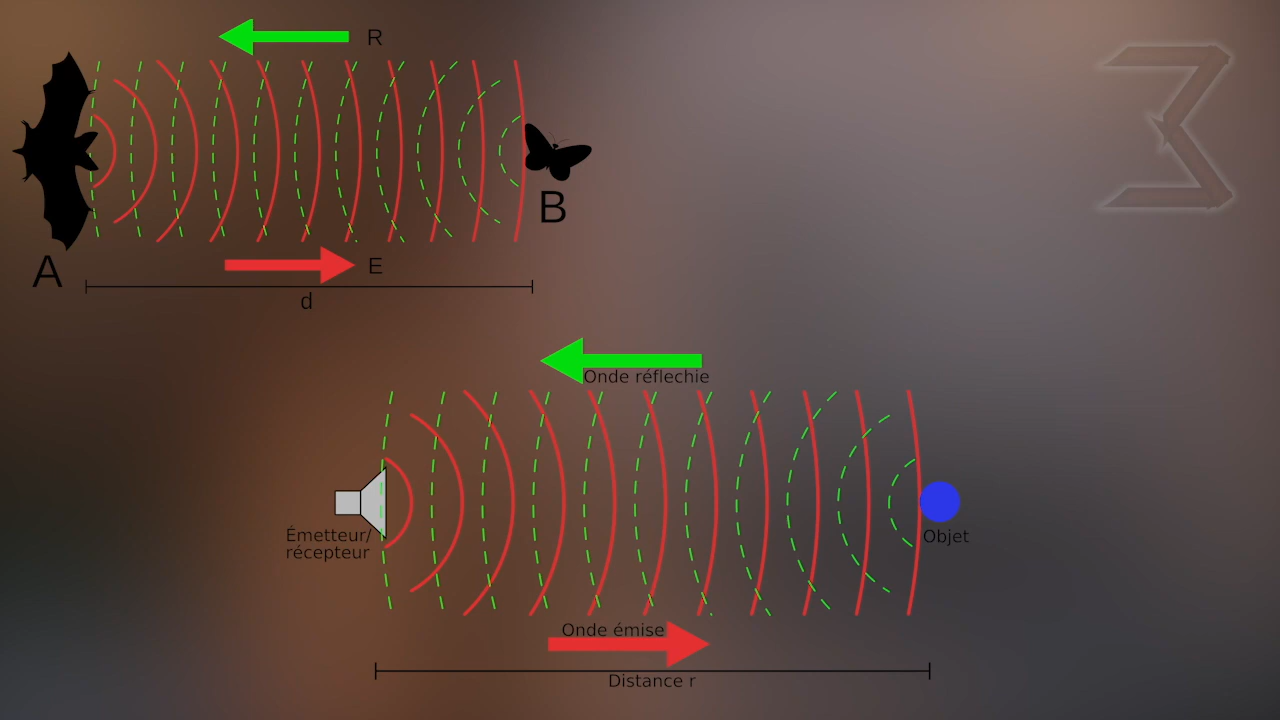 R
B
A
E
d
Onde réflechie
Émetteur/
récepteur
Objet
Onde émise
Distance r